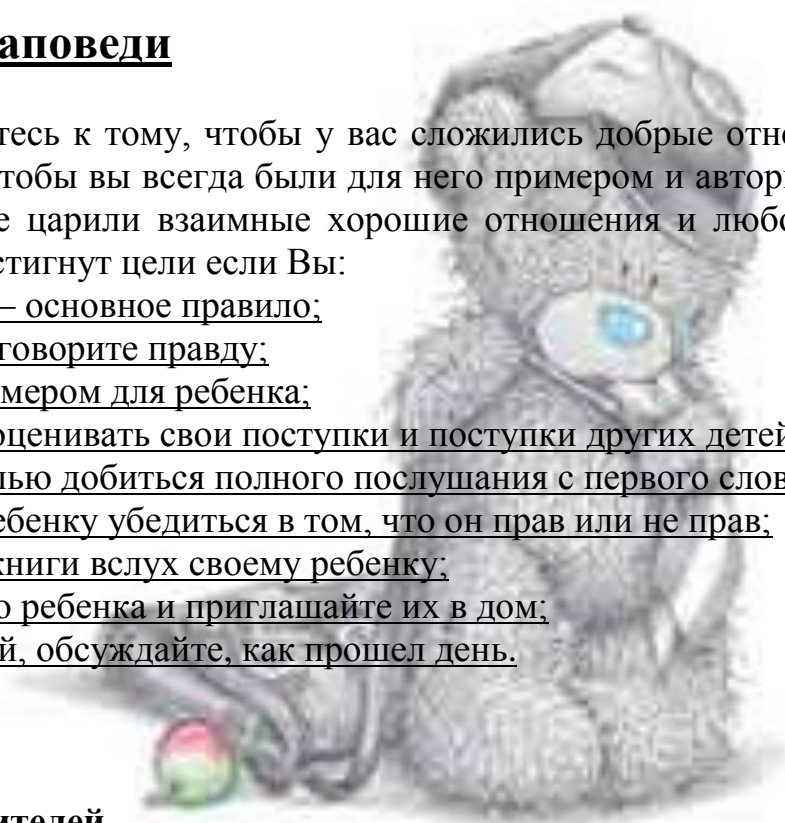 аповеди
тесь к тому, чтобы у вас сложились добрые отно
тобы вы всегда были для него примером и автори
е царили взаимные хорошие отношения и любо
стигнут цели если Вы:
– основное правило;
говорите правду;
мером для ребенка;
оценивать свои поступки и поступки других детей
лью добиться полного послушания с первого слов
ебенку убедиться в том, что он прав или не прав;
книги вслух своему ребенку;
о ребенка и приглашайте их в дом;
й, обсуждайте, как прошел день.
ителей